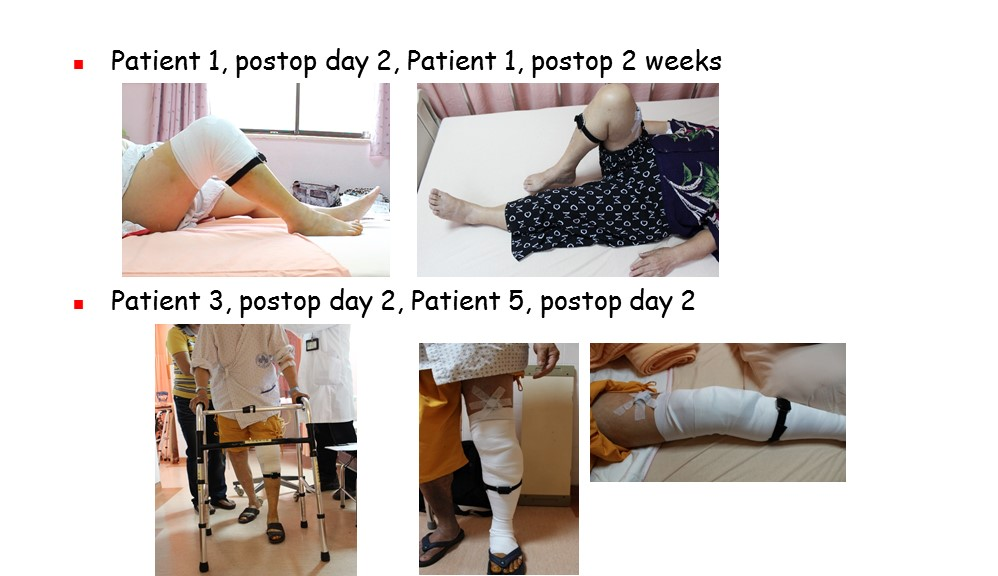 Patient 1, postop day 2, Patient 1, postop 2 weeks
Patient 3, postop day 2, Patient 5, postop day 2